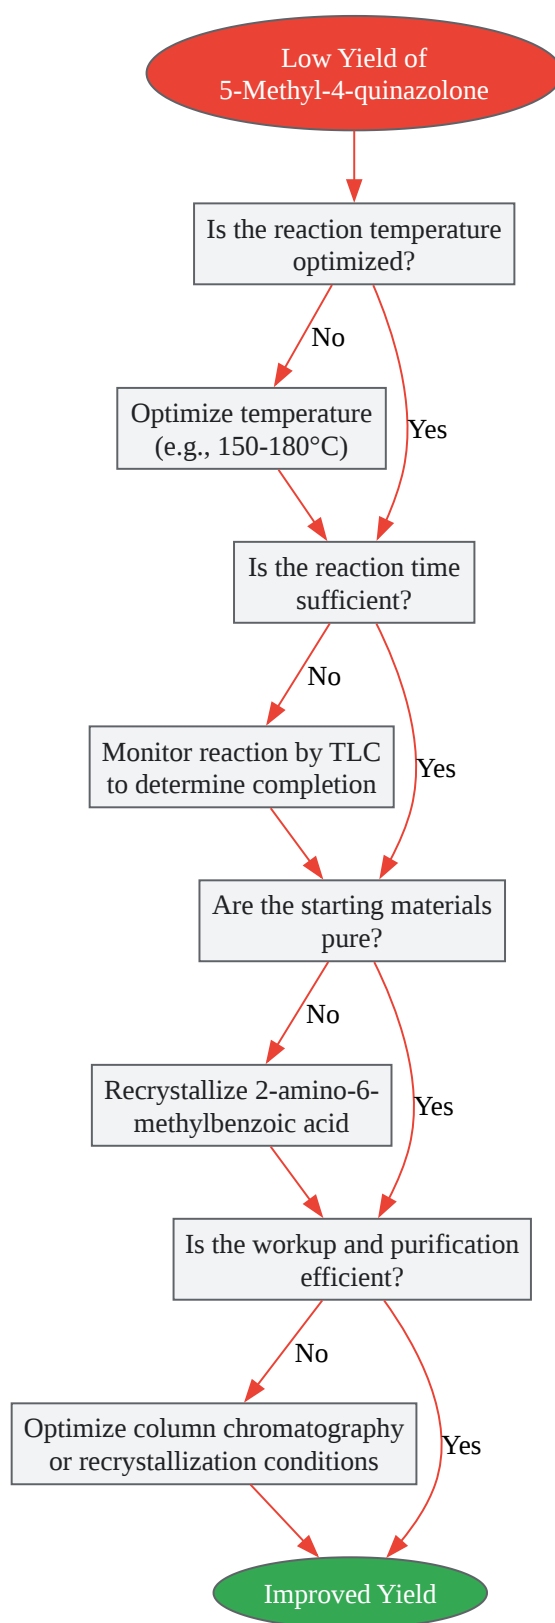 Low Yield of
5-Methyl-4-quinazolone
Is the reaction temperature
optimized?
No
Optimize temperature
(e.g., 150-180°C)
Yes
Is the reaction time
sufficient?
No
Monitor reaction by TLC
to determine completion
Yes
Are the starting materials
pure?
No
Recrystallize 2-amino-6-
methylbenzoic acid
Yes
Is the workup and purification
efficient?
No
Optimize column chromatography
or recrystallization conditions
Yes
Improved Yield